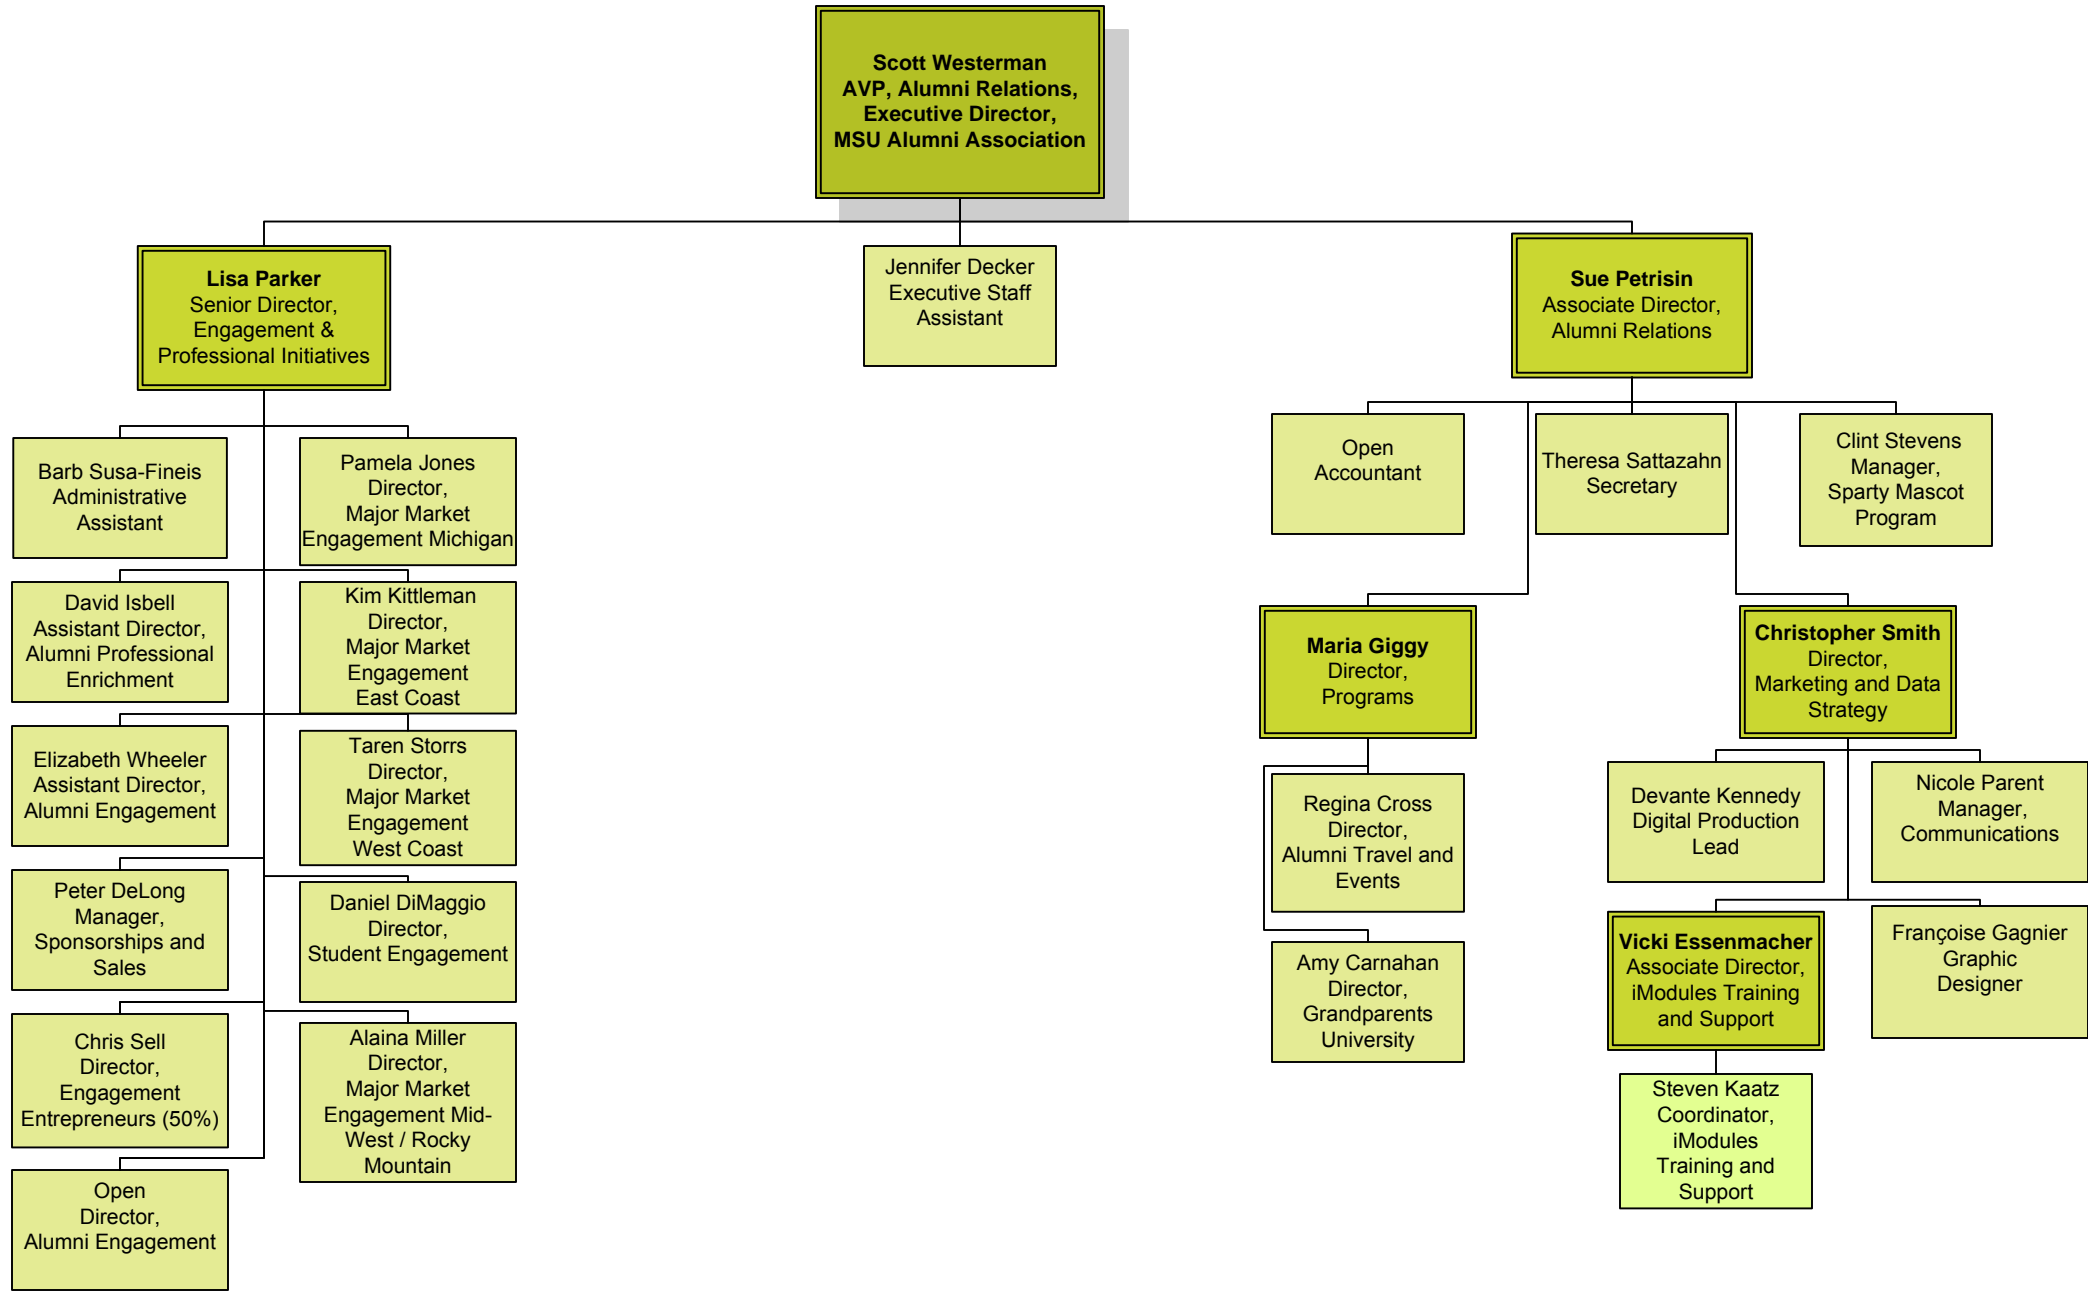 Scott Westerman
AVP, Alumni Relations,
Executive Director,
MSU Alumni Association
Lisa Parker
Senior Director,
Engagement &
Professional Initiatives
Jennifer Decker
Executive Staff
Assistant
Sue Petrisin
Associate Director,
Alumni Relations
Barb Susa-Fineis
Administrative
Assistant
Pamela Jones
Director,
Major Market
Engagement Michigan
David Isbell
Assistant Director,
Alumni Professional
Enrichment
Kim Kittleman
Director,
Major Market
Engagement
East Coast
Elizabeth Wheeler
Assistant Director,
Alumni Engagement
Taren Storrs
Director,
Major Market
Engagement
West Coast
Peter DeLong
Manager,
Sponsorships and
Sales
Daniel DiMaggio
Director,
Student Engagement
Chris Sell
Director,
Engagement
Entrepreneurs (50%)
Alaina Miller
Director,
Major Market
Engagement Mid-
West / Rocky
Mountain
Open
Director,
Alumni Engagement
Open
Accountant
Theresa Sattazahn
Secretary
Clint Stevens
Manager,
Sparty Mascot
Program
Maria Giggy
Director,
Programs
Christopher Smith
Director,
Marketing and Data
Strategy
Regina Cross
Director,
Alumni Travel and
Events
Amy Carnahan
Director,
Grandparents
University
Devante Kennedy
Digital Production
Lead
Nicole Parent
Manager,
Communications
Vicki Essenmacher
Associate Director,
iModules Training
and Support
Françoise Gagnier
Graphic
Designer
Steven Kaatz
Coordinator,
iModules
Training and
Support